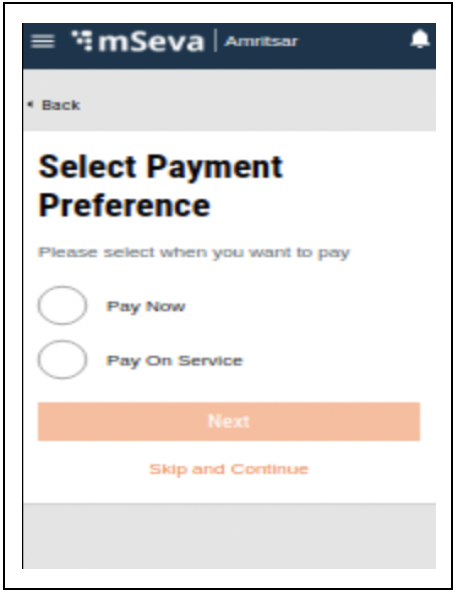 mSeva | Amritsar
Back
Select Payment
Preference
Please select when you want to pay
Pay Now
Pay On Service
Next
Skip and Continue